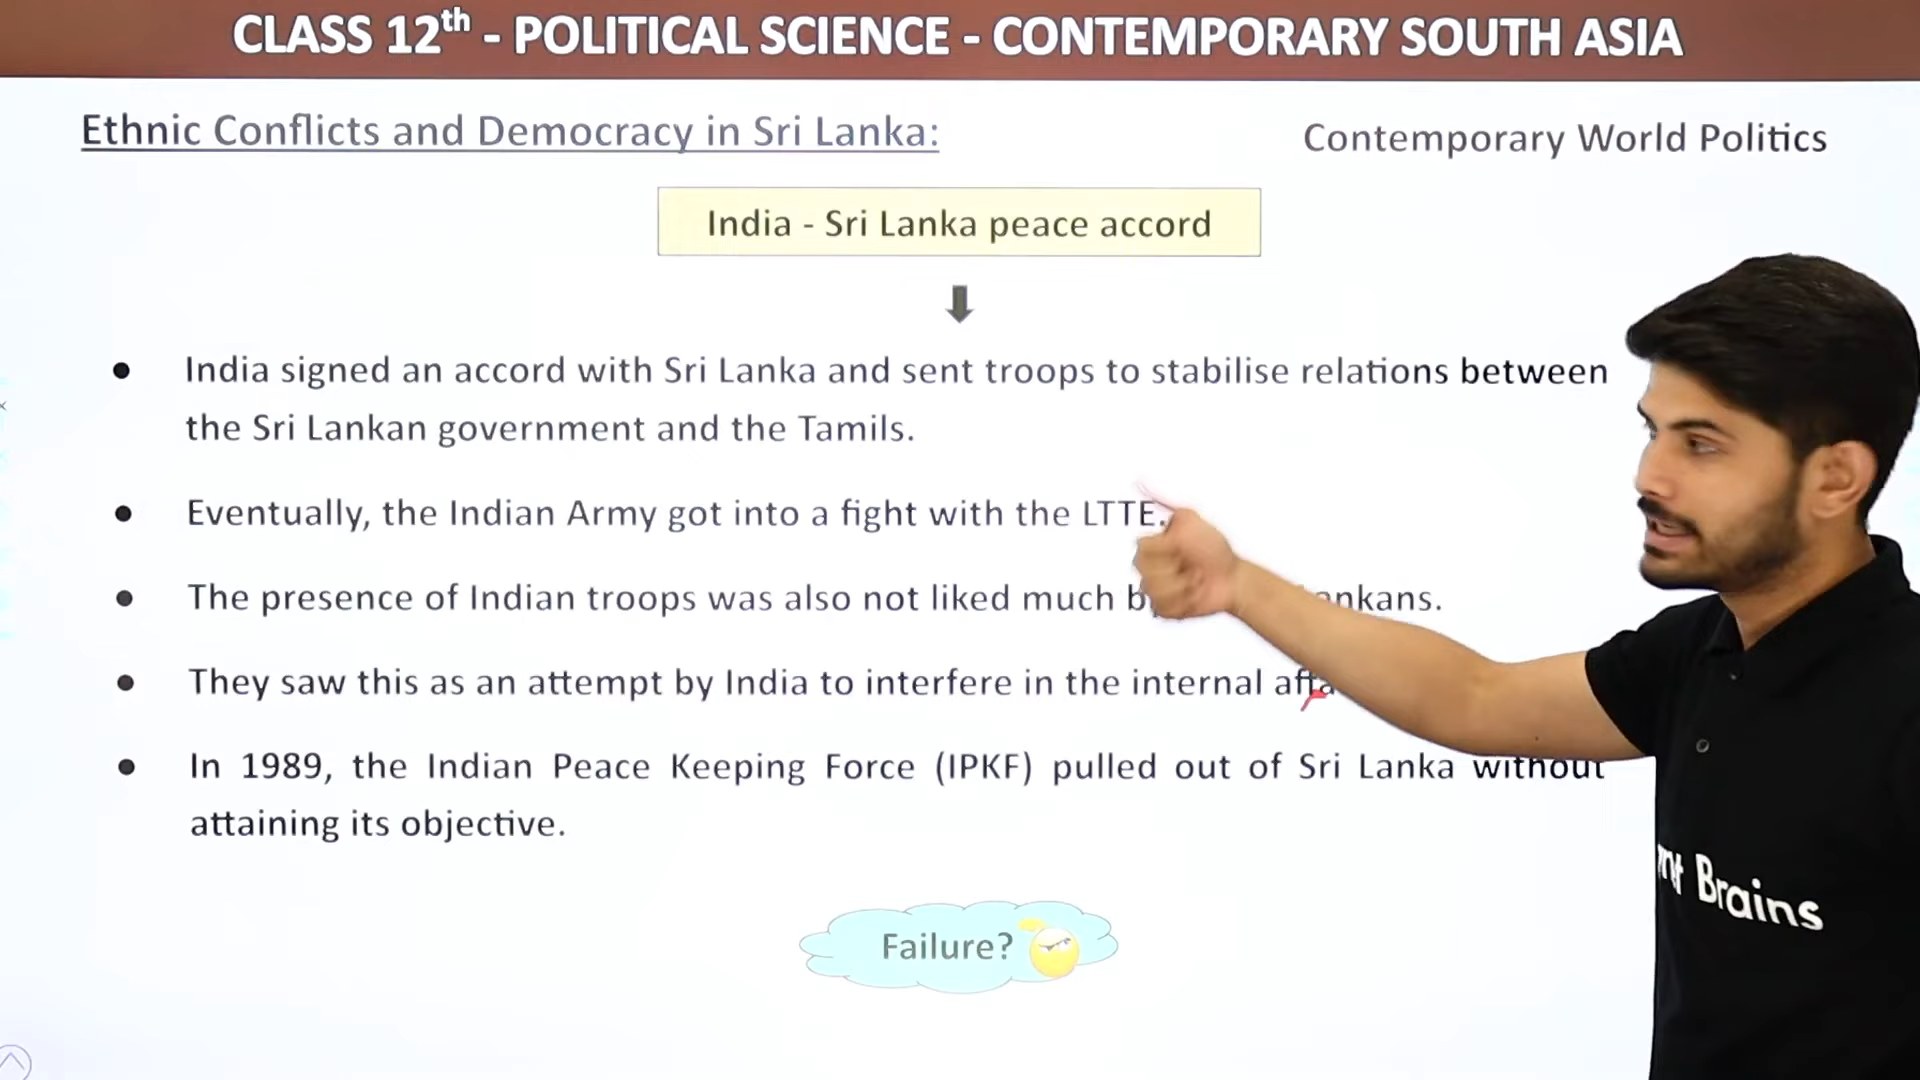 CLASS 12th - POLITICAL SCIENCE - CONTEMPORARY SOUTH ASIA
Ethnic Conflicts and Democracy in Sri Lanka:
Contemporary World Politics
India - Sri Lanka peace accord
India signed an accord with Sri Lanka and sent troops to stabilise relations between
the Sri Lankan government and the Tamils.
Eventually, the Indian Army got into a fight with the LTTE.
The presence of Indian troops was also not liked much
They saw this as an attempt by India to interfere in the internal
In 1989, the Indian Peace Keeping Force (IPKF) pulled out of Sri Lanka without
attaining its objective.
Failure?
Brains